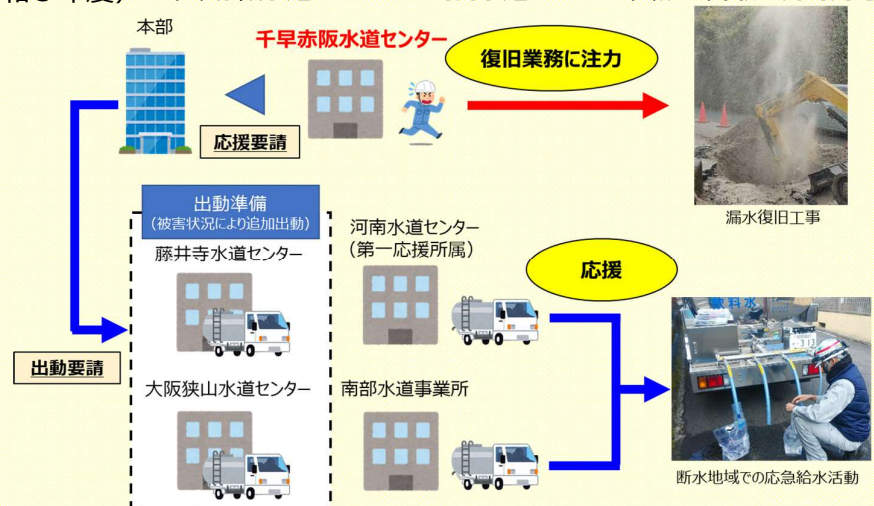 本部
千早赤阪水道センター
復旧業務に注力
応援要請
漏水復旧工事
出動準備
(被害状況により追加出動)
藤井寺水道センター
河南水道センター
(第一応援所属)
応援
出動要請
大阪狭山水道センター
南部水道事業所
断水地域での応急給水活動